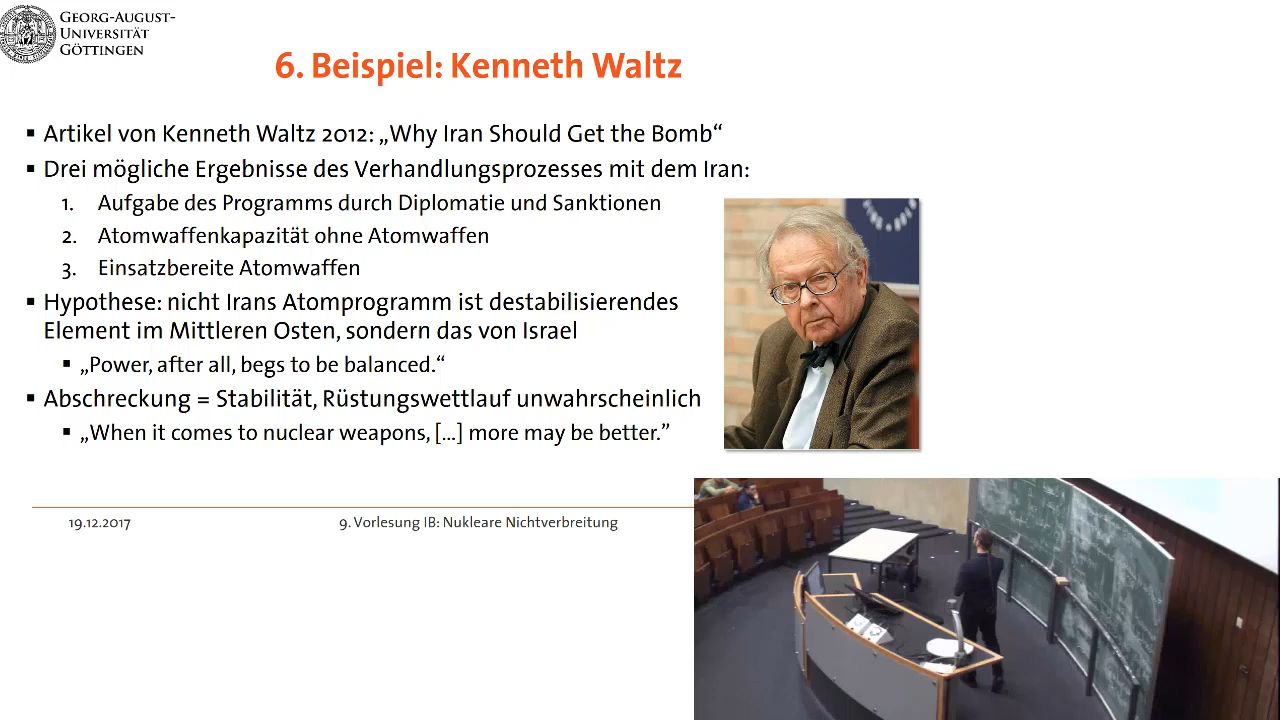 GEORG-AUGUST-
UNIVERSITÄT
GÖTTINGEN
6. Beispiel: Kenneth Waltz
▪ Artikel von Kenneth Waltz 2012: „Why Iran Should Get the Bomb“
▪ Drei mögliche Ergebnisse des Verhandlungsprozesses mit dem Iran:
1. Aufgabe des Programms durch Diplomatie und Sanktionen
2. Atomwaffenkapazität ohne Atomwaffen
3. Einsatzbereite Atomwaffen
▪ Hypothese: nicht Irans Atomprogramm ist destabilisierendes
Element im Mittleren Osten, sondern das von Israel
▪ „Power, after all, begs to be balanced.“
▪ Abschreckung = Stabilität, Rüstungswettlauf unwahrscheinlich
▪ „When it comes to nuclear weapons, […] more may be better.”
19.12.2017
9. Vorlesung IB: Nukleare Nichtverbreitung